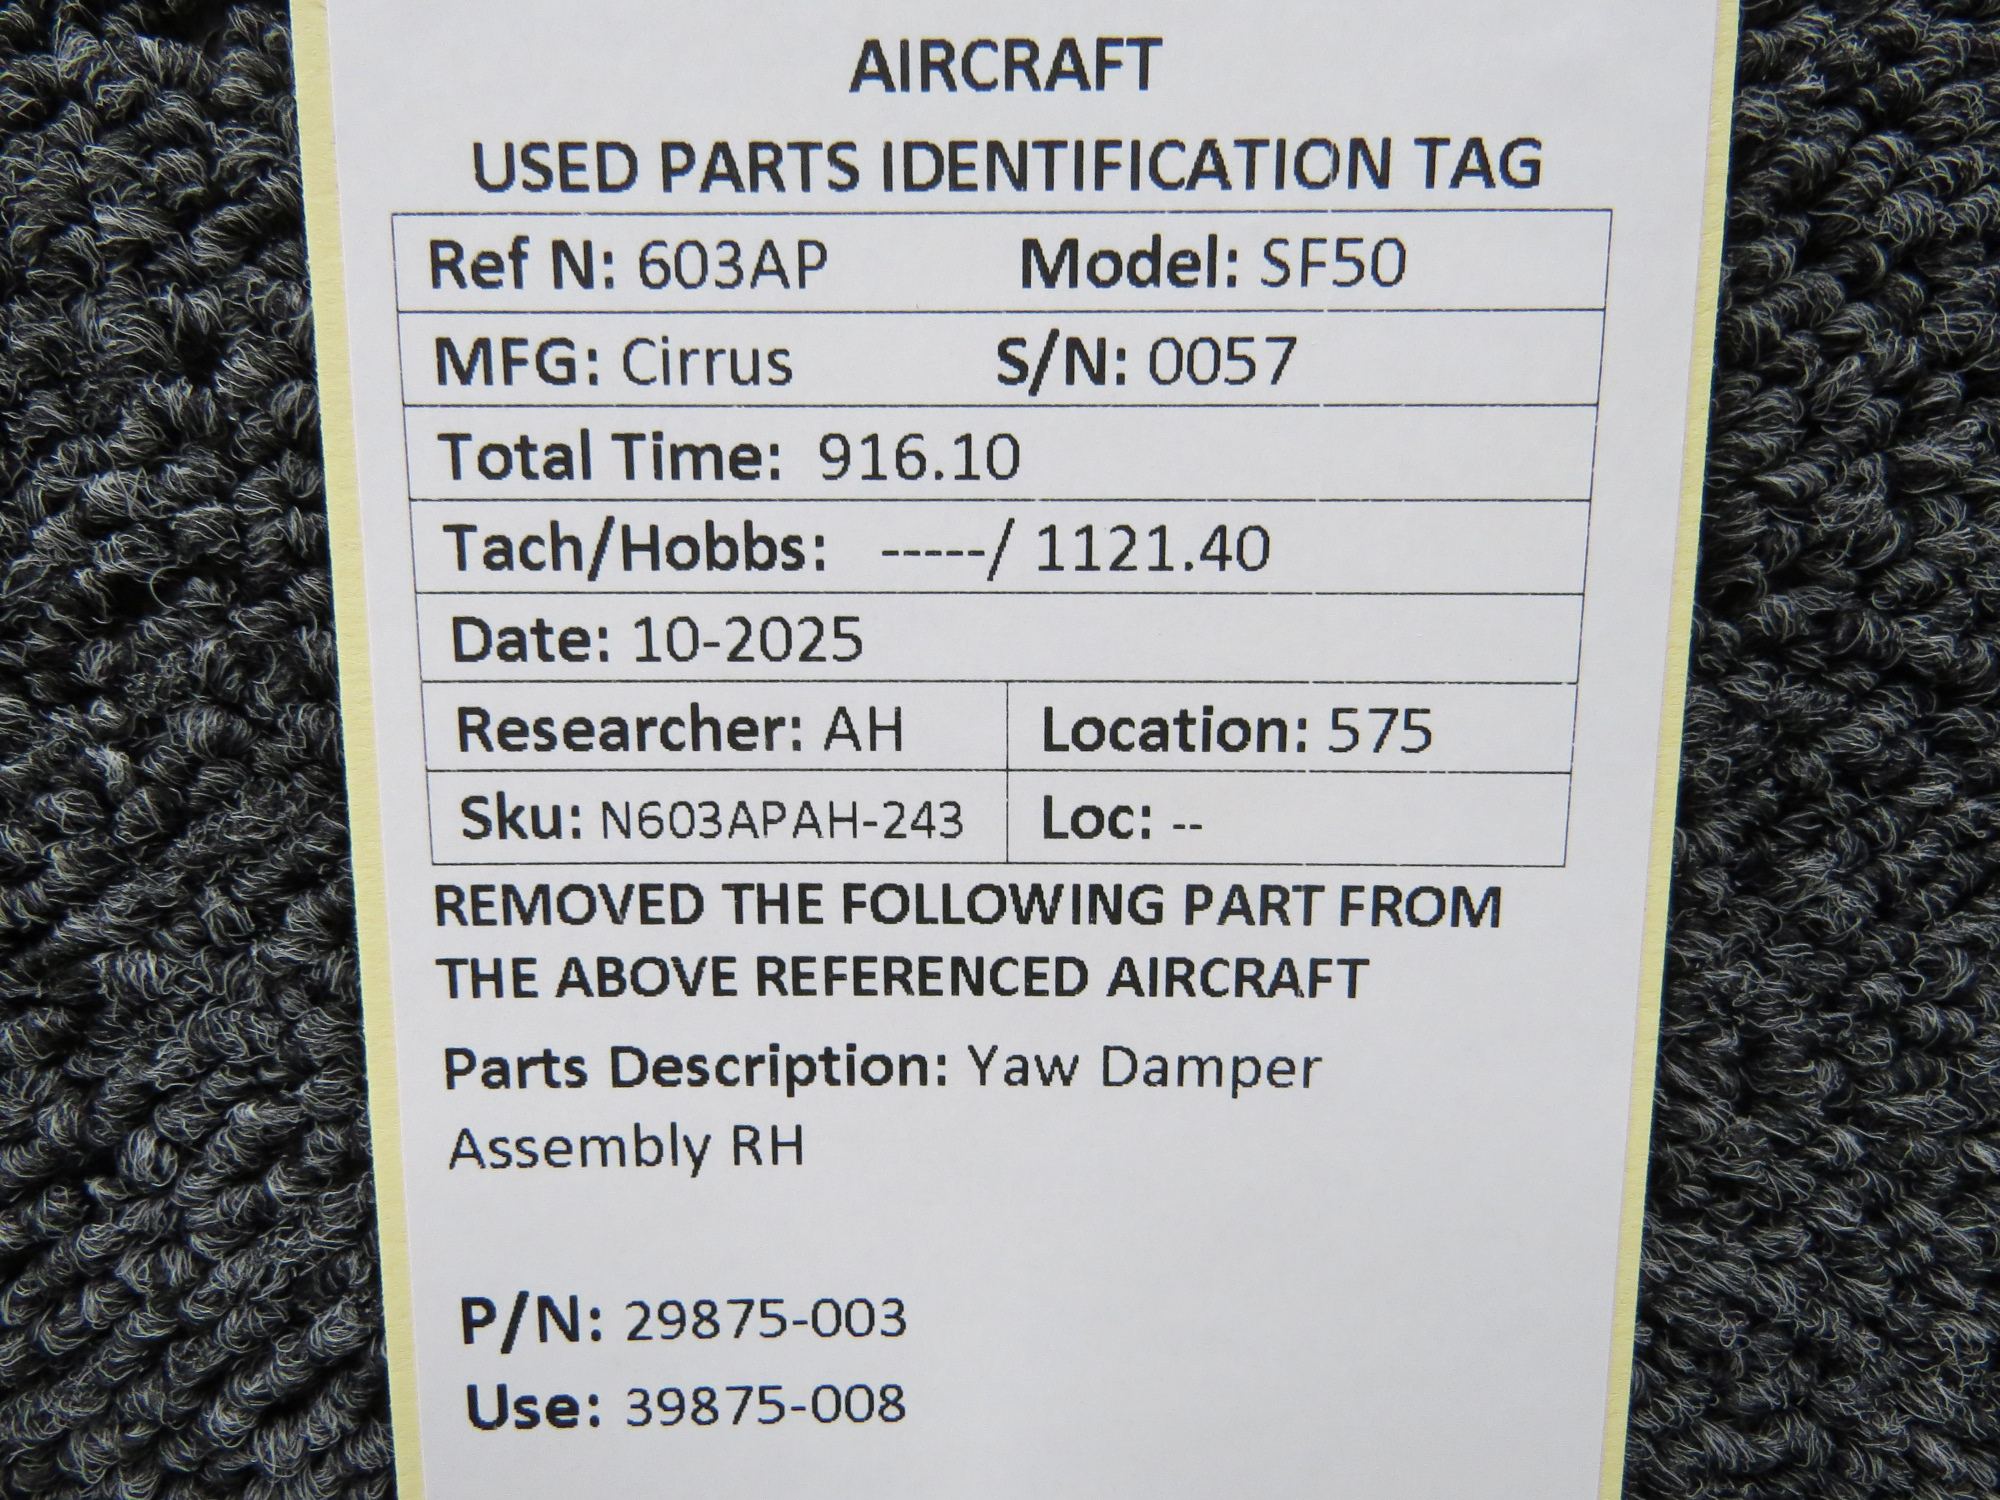 AIRCRAFT
USED PARTS IDENTIFICATION TAG
Ref N: 603AP Model: SF50
MFG: Cirrus S/N: 0057
Total Time: 916.10
Tach/Hobbs: -----/ 1121.40
Date: 10-2025
Researcher: AH Location: 575
Sku: N603APAH-243 Loc: --
REMOVED THE FOLLOWING PART FROM
THE ABOVE REFERENCED AIRCRAFT
Parts Description: Yaw Damper
Assembly RH
P/N: 29875-003
Use: 39875-008